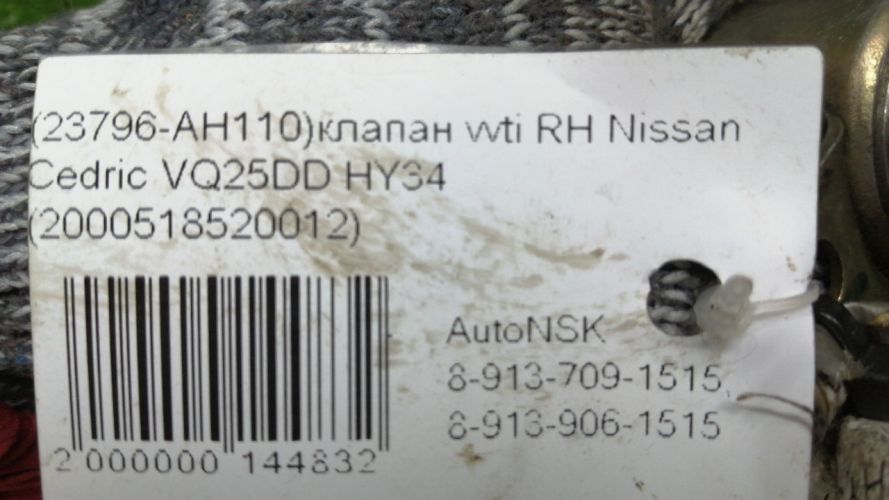 (23796-AH110)клапан vvti RH Nissan
Cedric VQ25DD HY34
(2000518520012)
AutoNSK
8-913-709-1515,
8-913-906-1515
2 000000 144832